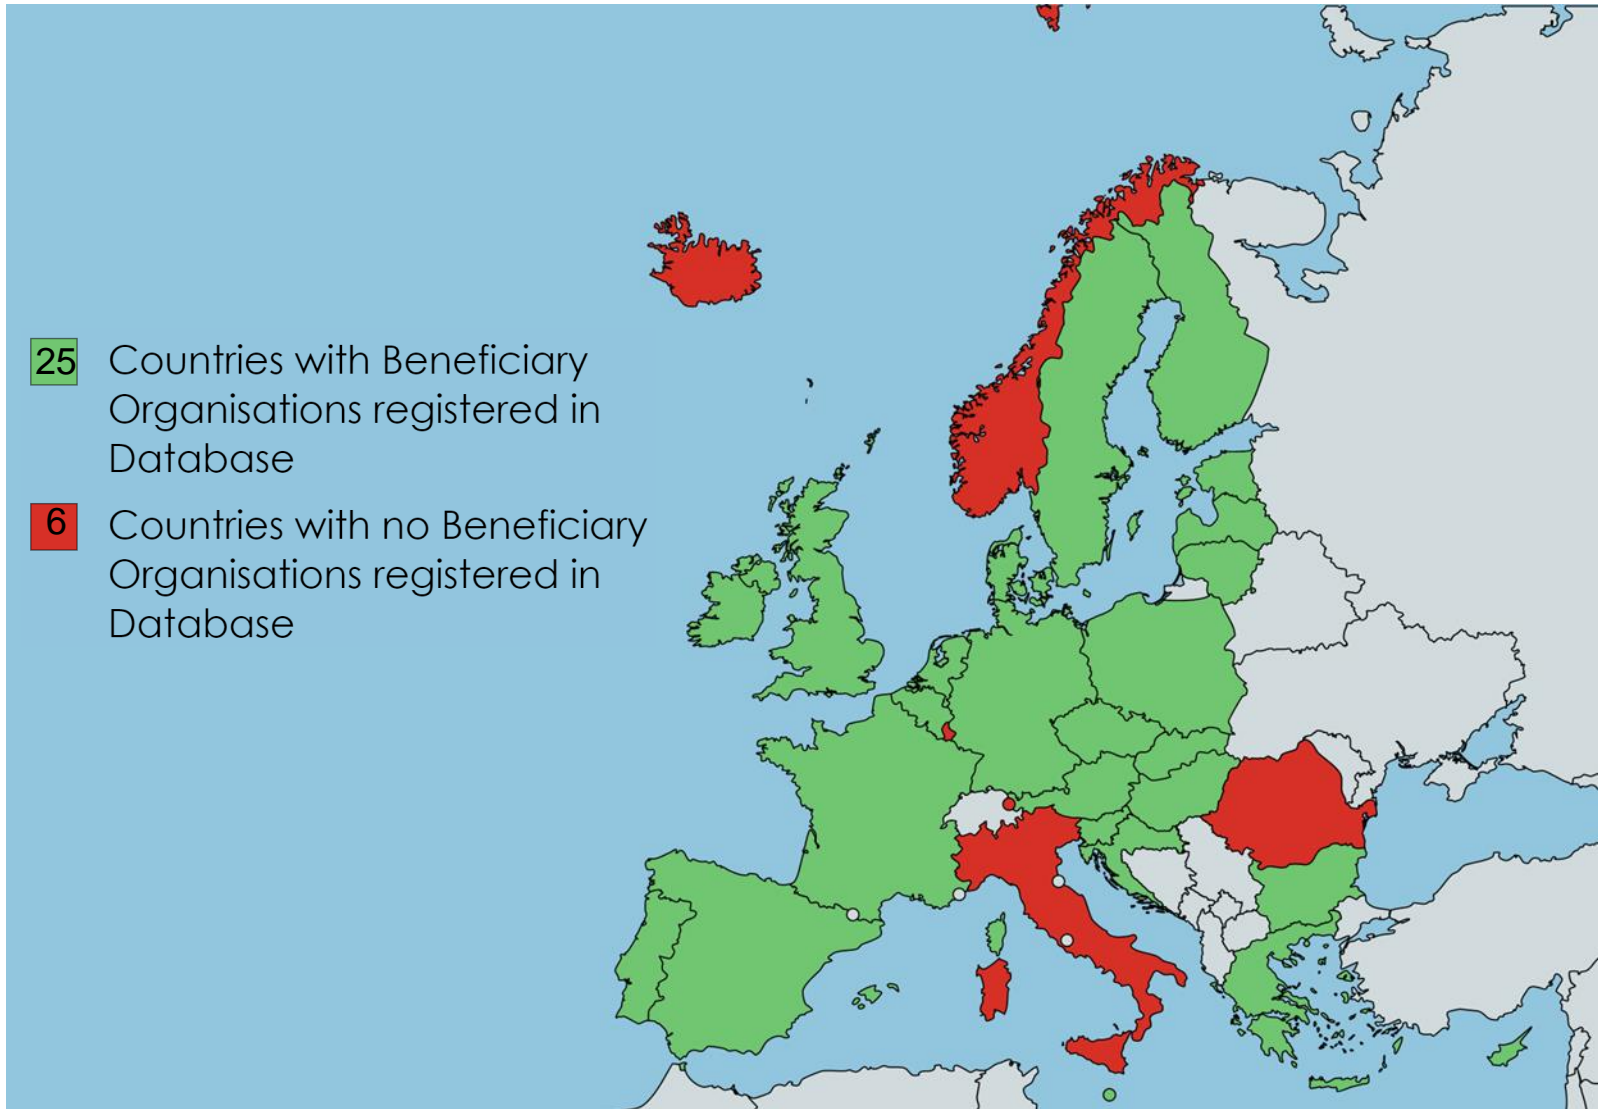 25 Countries with Beneficiary
Organisations registered in
Database
6 Countries with no Beneficiary
Organisations registered in
Database